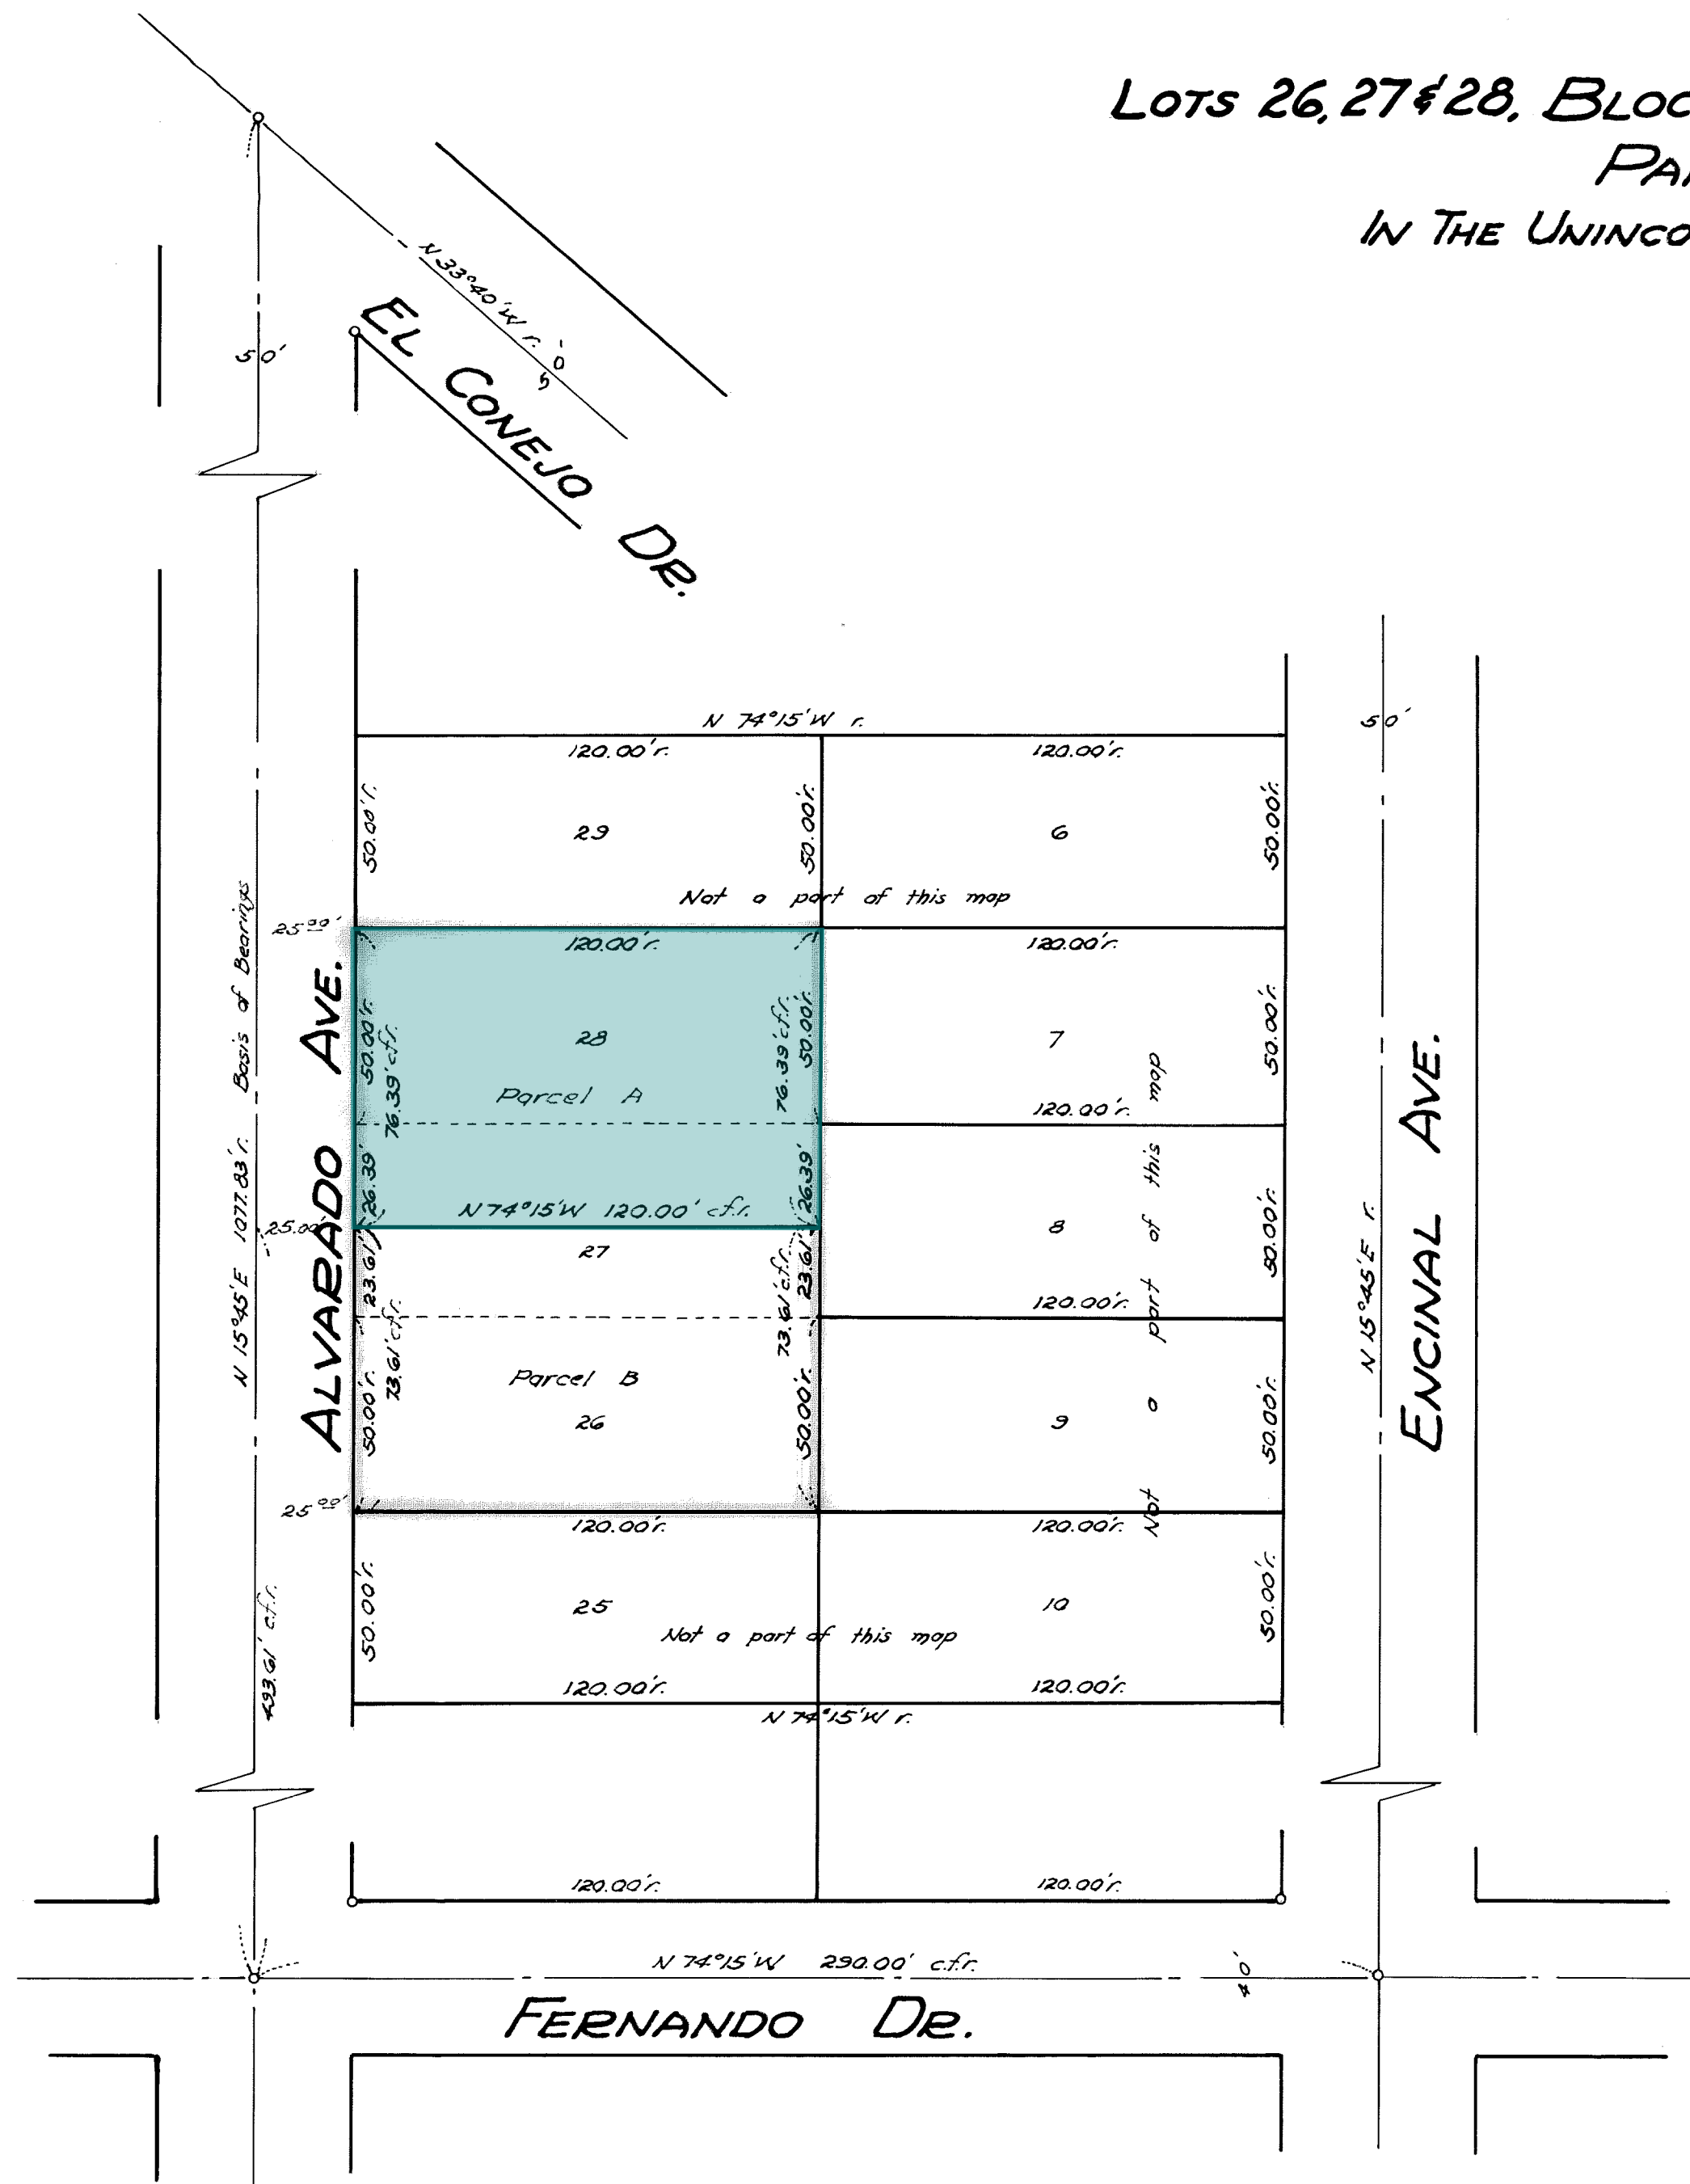 LOTS 26, 27 & 28, BLOC
PAR
IN THE UNINCO
N 33°40' W r.
50'
50'
EL CONEJO DR.
N 74°15' W r.
50'
120.00' r.
120.00' r.
50.00' r.
29
50.00' r.
6
50.00' r.
Not a part of this map
25 00'
120.00' r.
120.00' r.
50.00' r.
76.39' c.f.r.
28
76.39' c.f.r.
50.00' r.
7
50.00' r.
Parcel A
120.00' r.
26.39'
26.39'
N 74°15' W 120.00' c.f.r.
25.00'
27
8
50.00' r.
23.61'
73.61' c.f.r.
73.61' c.f.r.
23.61'
120.00' r.
Parcel B
50.00' r.
26
50.00' r.
9
50.00' r.
Not a part of this map
25 00'
120.00' r.
120.00' r.
50.00' r.
25
10
50.00' r.
Not a part of this map
120.00' r.
120.00' r.
N 74°15' W r.
N 15°45' E 1077.83' r. Basis of Bearings
493.61' c.f.r.
ALVARADO AVE.
N 15°45' E r.
ENCINAL AVE.
120.00' r.
120.00' r.
N 74°15' W 290.00' c.f.r.
40'
FERNANDO DR.